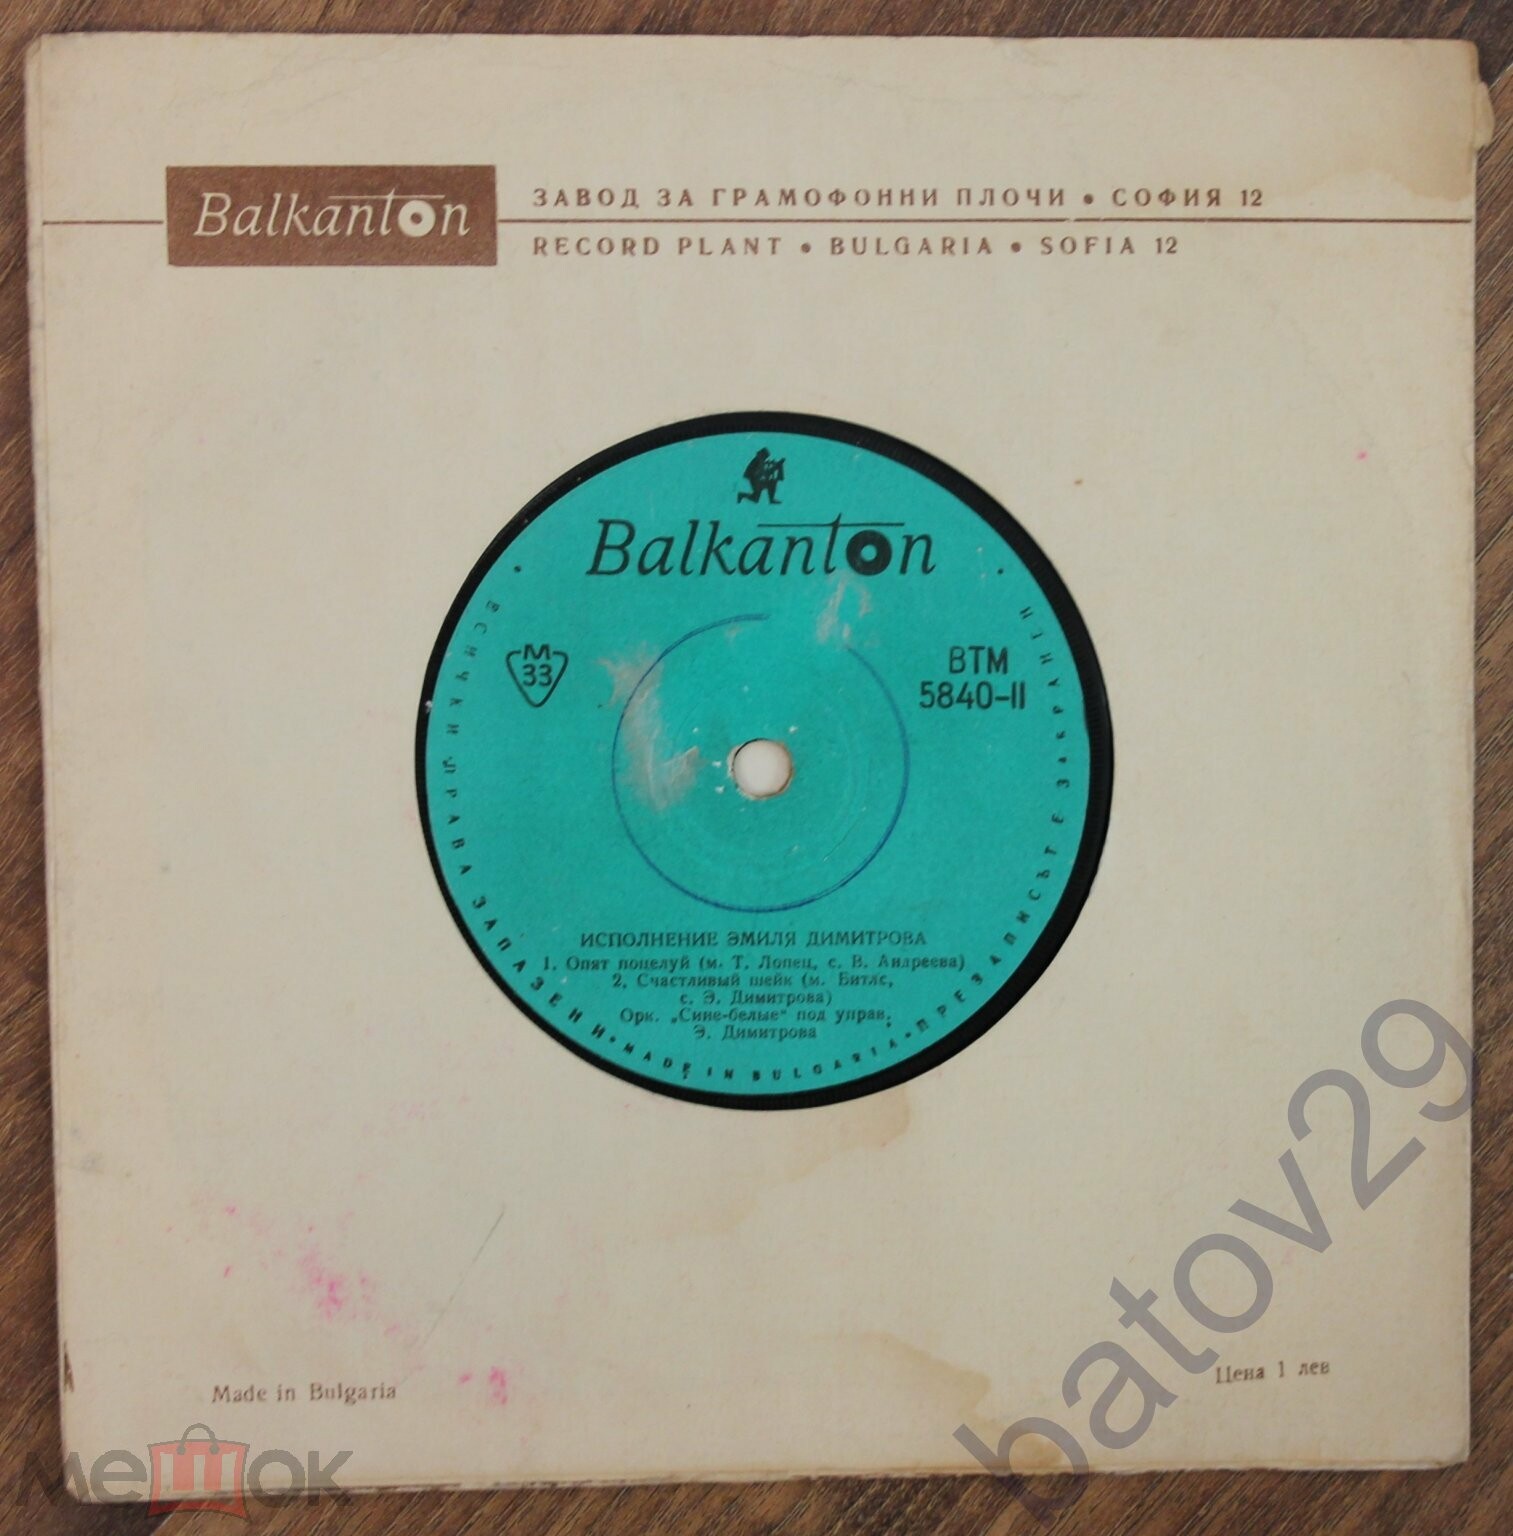 Balkanton
ЗАВОД ЗА ГРАМОФОННИ ПЛОЧИ • СОФИЯ 12
RECORD PLANT • BULGARIA • SOFIA 12
Balkanton
М
33
ВТМ
5840-II
ИСПОЛНЕНИЕ ЭМИЛЯ ДИМИТРОВА
1. Опят поцелуй (м. Т. Лопец, с. В. Андреева)
2. Счастливый шейк (м. Битлс,
с. Э. Димитрова)
Орк. „Сине-белые" под управ.
Э. Димитрова
• ВСИЧКИ ПРАВА ЗАПАЗЕНИ • MADE IN BULGARIA • ПРЕЗАПИСЪТ Е ЗАБРАНЕН •
Made in Bulgaria
Цена 1 лев
мешок
batov29